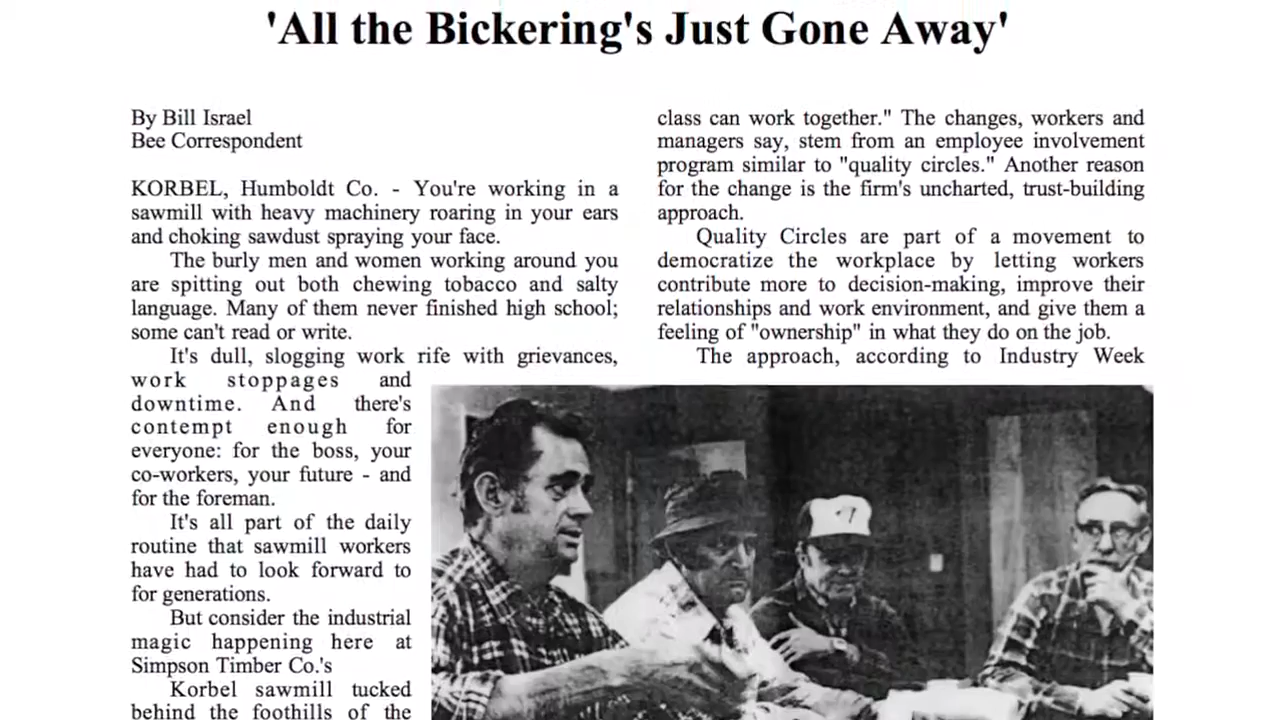 'All the Bickering's Just Gone Away'
By Bill Israel
Bee Correspondent
KORBEL, Humboldt Co. - You're working in a
sawmill with heavy machinery roaring in your ears
and choking sawdust spraying your face.
The burly men and women working around you
are spitting out both chewing tobacco and salty
language. Many of them never finished high school;
some can't read or write.
It's dull, slogging work rife with grievances,
work stoppages and
downtime. And there's
contempt enough for
everyone: for the boss, your
co-workers, your future - and
for the foreman.
It's all part of the daily
routine that sawmill workers
have had to look forward to
for generations.
But consider the industrial
magic happening here at
Simpson Timber Co.'s
Korbel sawmill tucked
behind the foothills of the
class can work together." The changes, workers and
managers say, stem from an employee involvement
program similar to "quality circles." Another reason
for the change is the firm's uncharted, trust-building
approach.
Quality Circles are part of a movement to
democratize the workplace by letting workers
contribute more to decision-making, improve their
relationships and work environment, and give them a
feeling of "ownership" in what they do on the job.
The approach, according to Industry Week